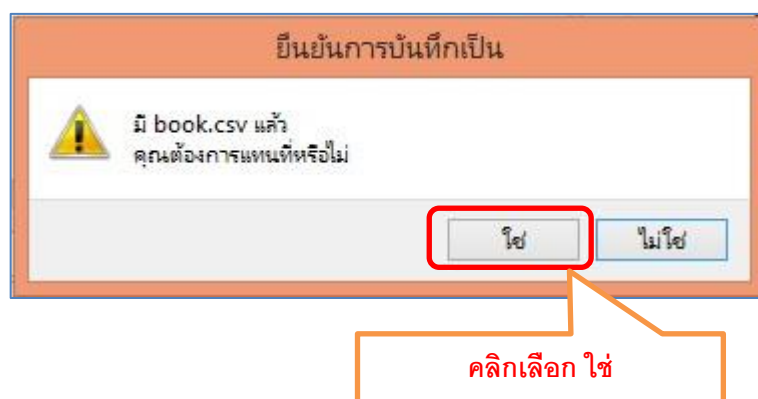 ยืนยันการบันทึกเป็น
มี book.csv แล้ว
คุณต้องการแทนที่หรือไม่
ใช่
ไม่ใช่
คลิกเลือก ใช่